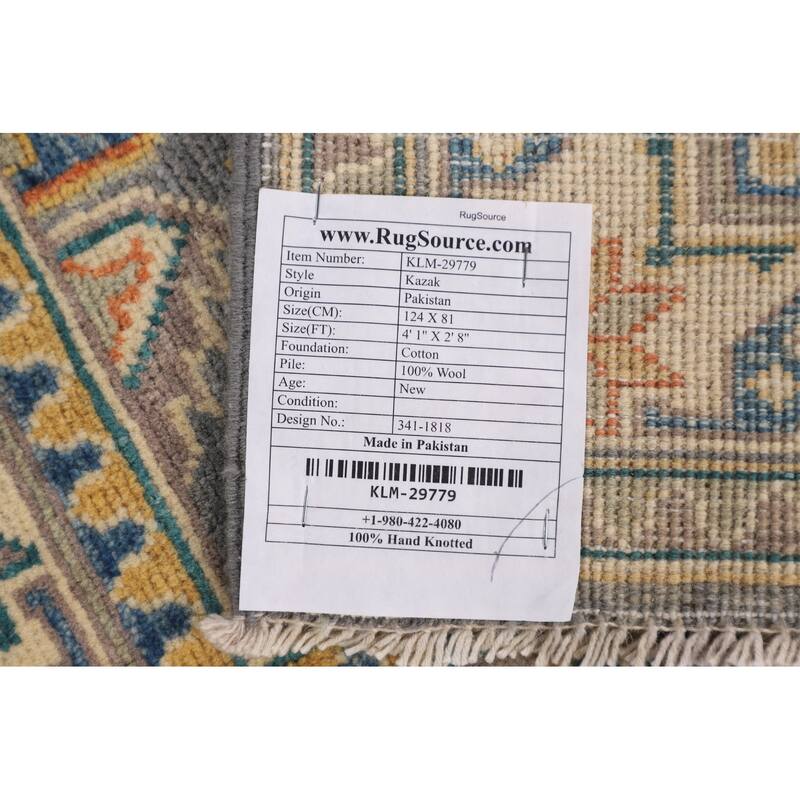 RugSource
www.RugSource.com
Item Number: KLM-29779
Style Kazak
Origin Pakistan
Size(CM): 124 X 81
Size(FT): 4' 1" X 2' 8"
Foundation: Cotton
Pile: 100% Wool
Age: New
Condition:
Design No.: 341-1818
Made in Pakistan
KLM-29779
+1-980-422-4080
100% Hand Knotted